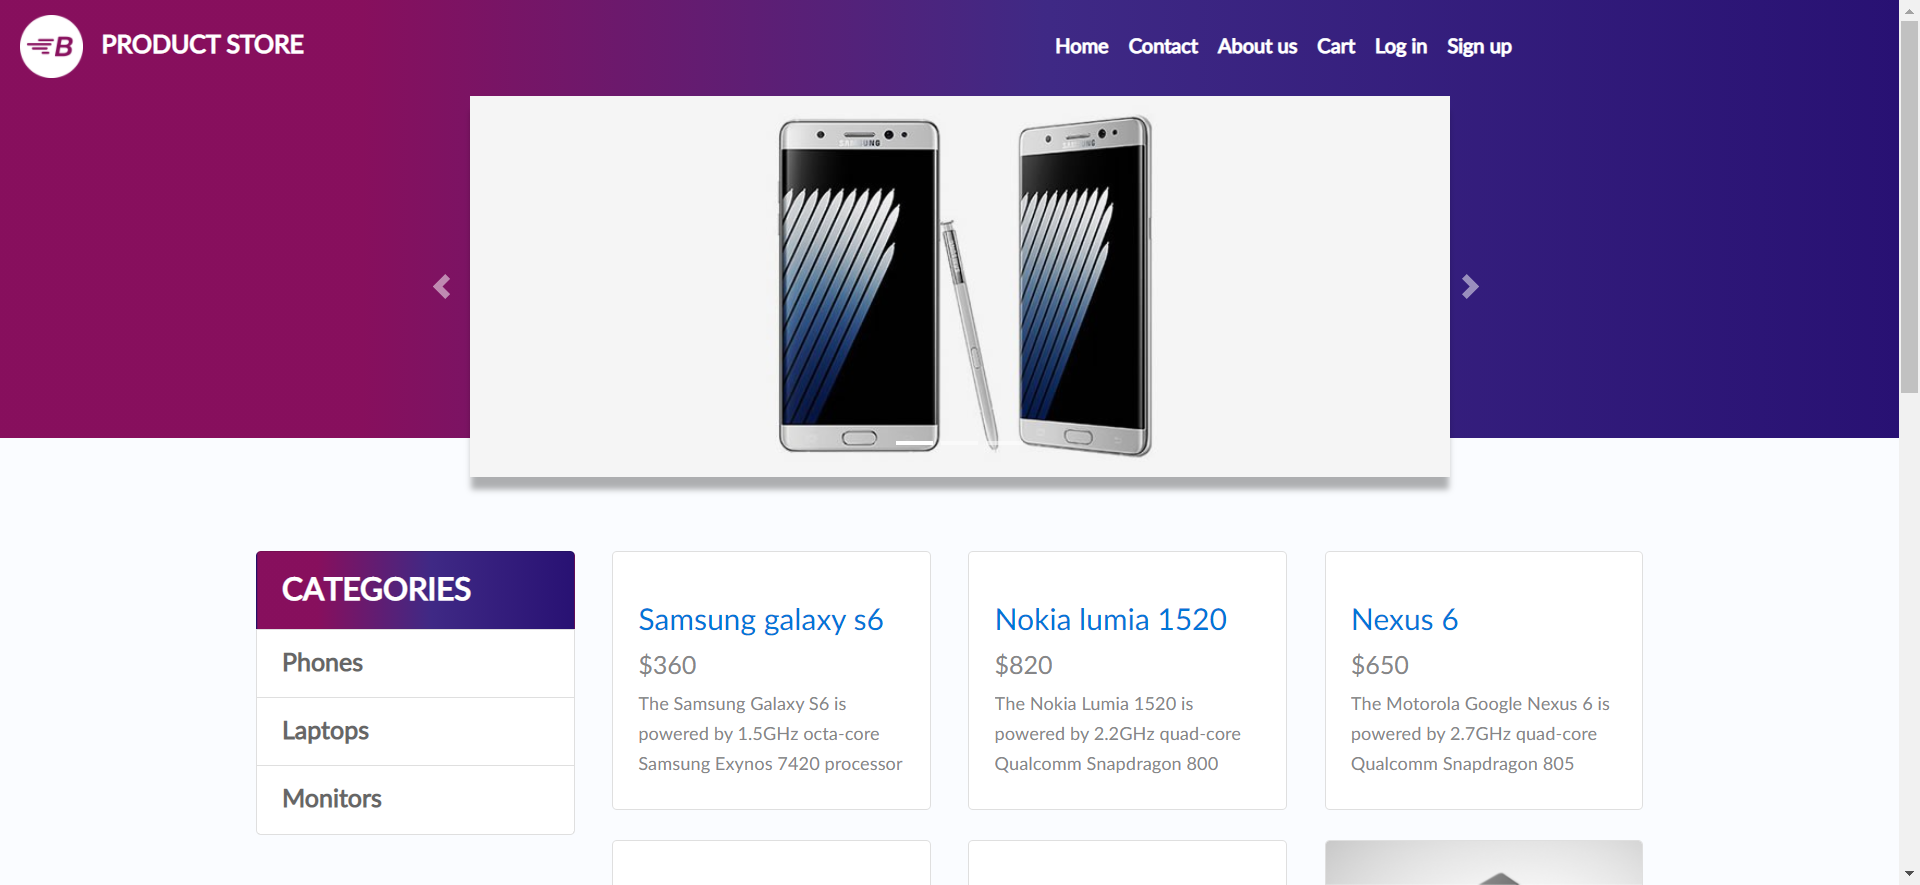 B PRODUCT STORE
Home Contact About us Cart Log in Sign up
SAMSUNG SAMSUNG
CATEGORIES
Phones
Laptops
Monitors
Samsung galaxy s6
$360
The Samsung Galaxy S6 is
powered by 1.5GHz octa-core
Samsung Exynos 7420 processor
Nokia lumia 1520
$820
The Nokia Lumia 1520 is
powered by 2.2GHz quad-core
Qualcomm Snapdragon 800
Nexus 6
$650
The Motorola Google Nexus 6 is
powered by 2.7GHz quad-core
Qualcomm Snapdragon 805